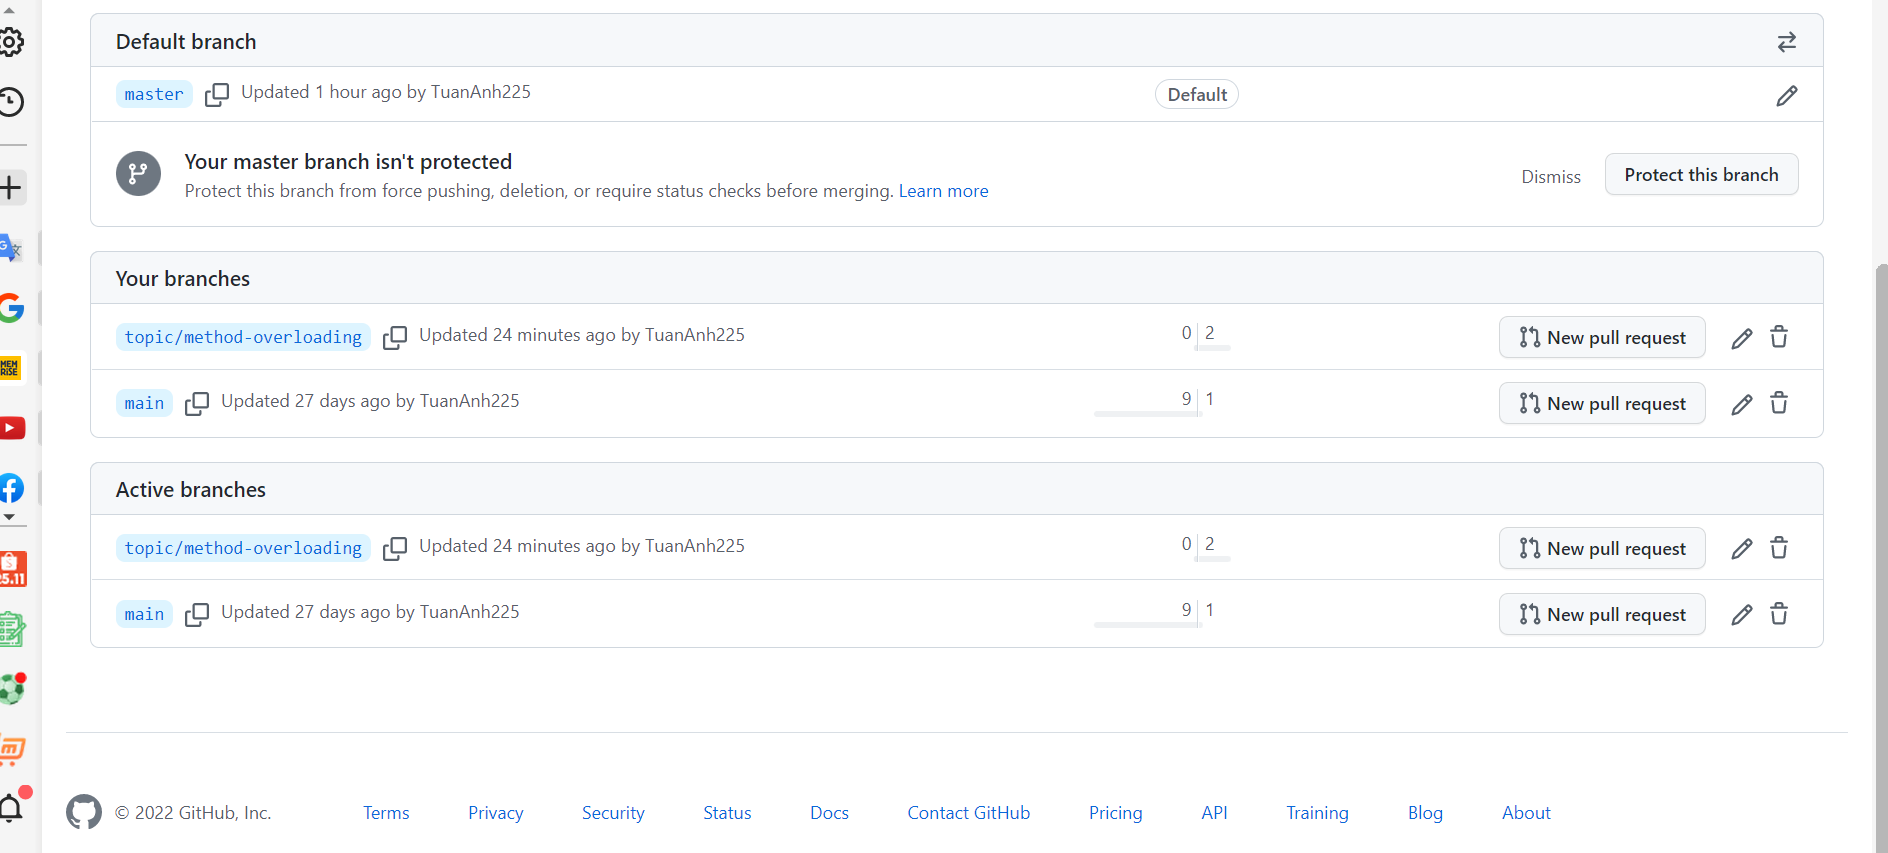 Default branch
master Updated 1 hour ago by TuanAnh225 Default
Your master branch isn't protected
Protect this branch from force pushing, deletion, or require status checks before merging. Learn more
Dismiss Protect this branch
Your branches
topic/method-overloading Updated 24 minutes ago by TuanAnh225 0 2 New pull request
main Updated 27 days ago by TuanAnh225 9 1 New pull request
Active branches
topic/method-overloading Updated 24 minutes ago by TuanAnh225 0 2 New pull request
main Updated 27 days ago by TuanAnh225 9 1 New pull request
© 2022 GitHub, Inc. Terms Privacy Security Status Docs Contact GitHub Pricing API Training Blog About
G
MEM
RISE